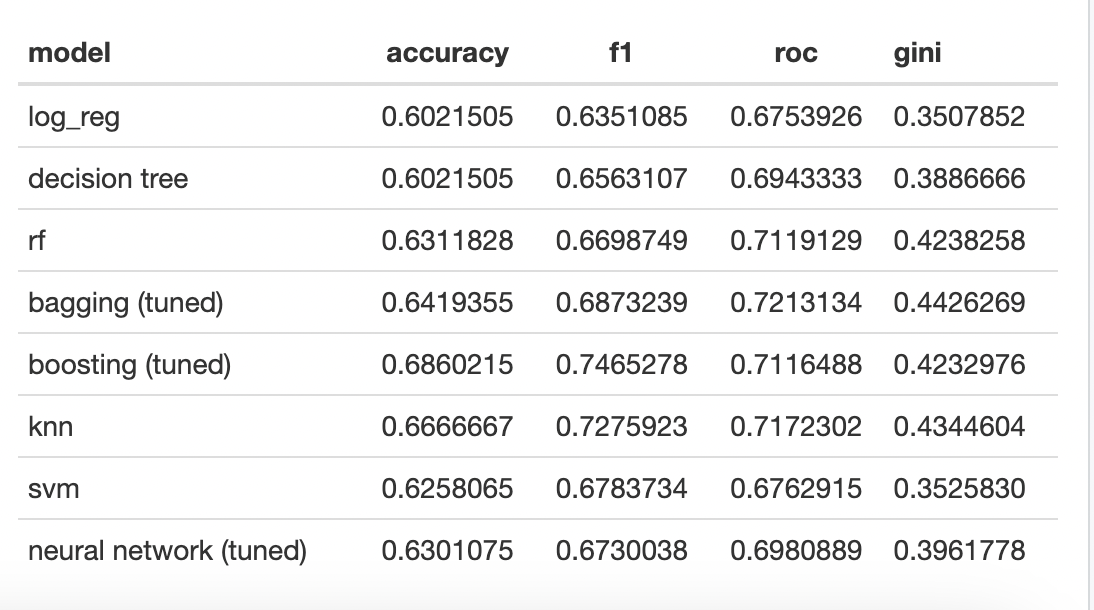 model accuracy f1 roc gini
log_reg 0.6021505 0.6351085 0.6753926 0.3507852
decision tree 0.6021505 0.6563107 0.6943333 0.3886666
rf 0.6311828 0.6698749 0.7119129 0.4238258
bagging (tuned) 0.6419355 0.6873239 0.7213134 0.4426269
boosting (tuned) 0.6860215 0.7465278 0.7116488 0.4232976
knn 0.6666667 0.7275923 0.7172302 0.4344604
svm 0.6258065 0.6783734 0.6762915 0.3525830
neural network (tuned) 0.6301075 0.6730038 0.6980889 0.3961778